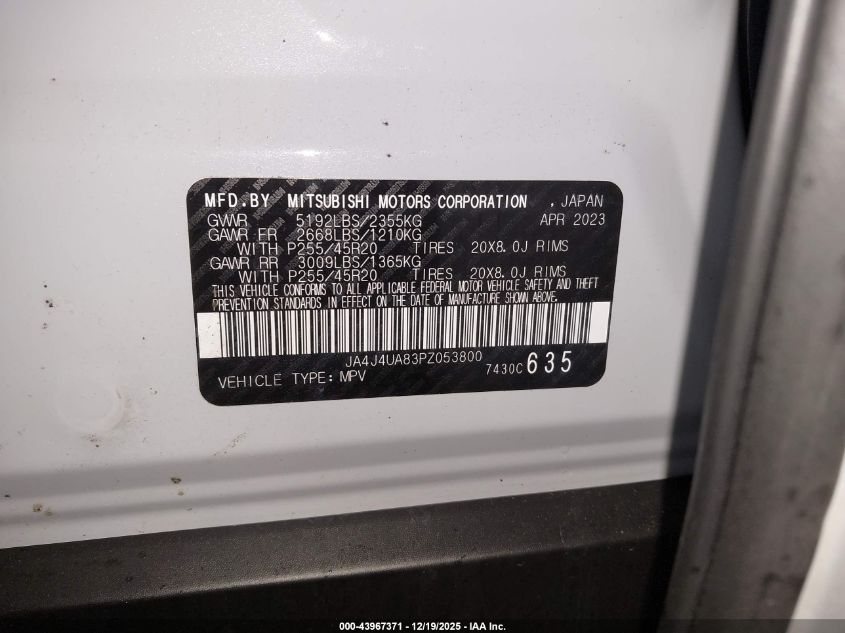 MFD.BY MITSUBISHI MOTORS CORPORATION , JAPAN
GVWR 5192LBS/2355KG APR 2023
GAWR FR 2668LBS/1210KG
WITH P255/45R20 TIRES 20X8.0J RIMS
GAWR RR 3009LBS/1365KG
WITH P255/45R20 TIRES 20X8.0J RIMS
THIS VEHICLE CONFORMS TO ALL APPLICABLE FEDERAL MOTOR VEHICLE SAFETY AND THEFT
PREVENTION STANDARDS IN EFFECT ON THE DATE OF MANUFACTURE SHOWN ABOVE.
JA4J4UA83PZ053800
VEHICLE TYPE: MPV 7430C 635
000-43967371 - 12/19/2025 - IAA Inc.